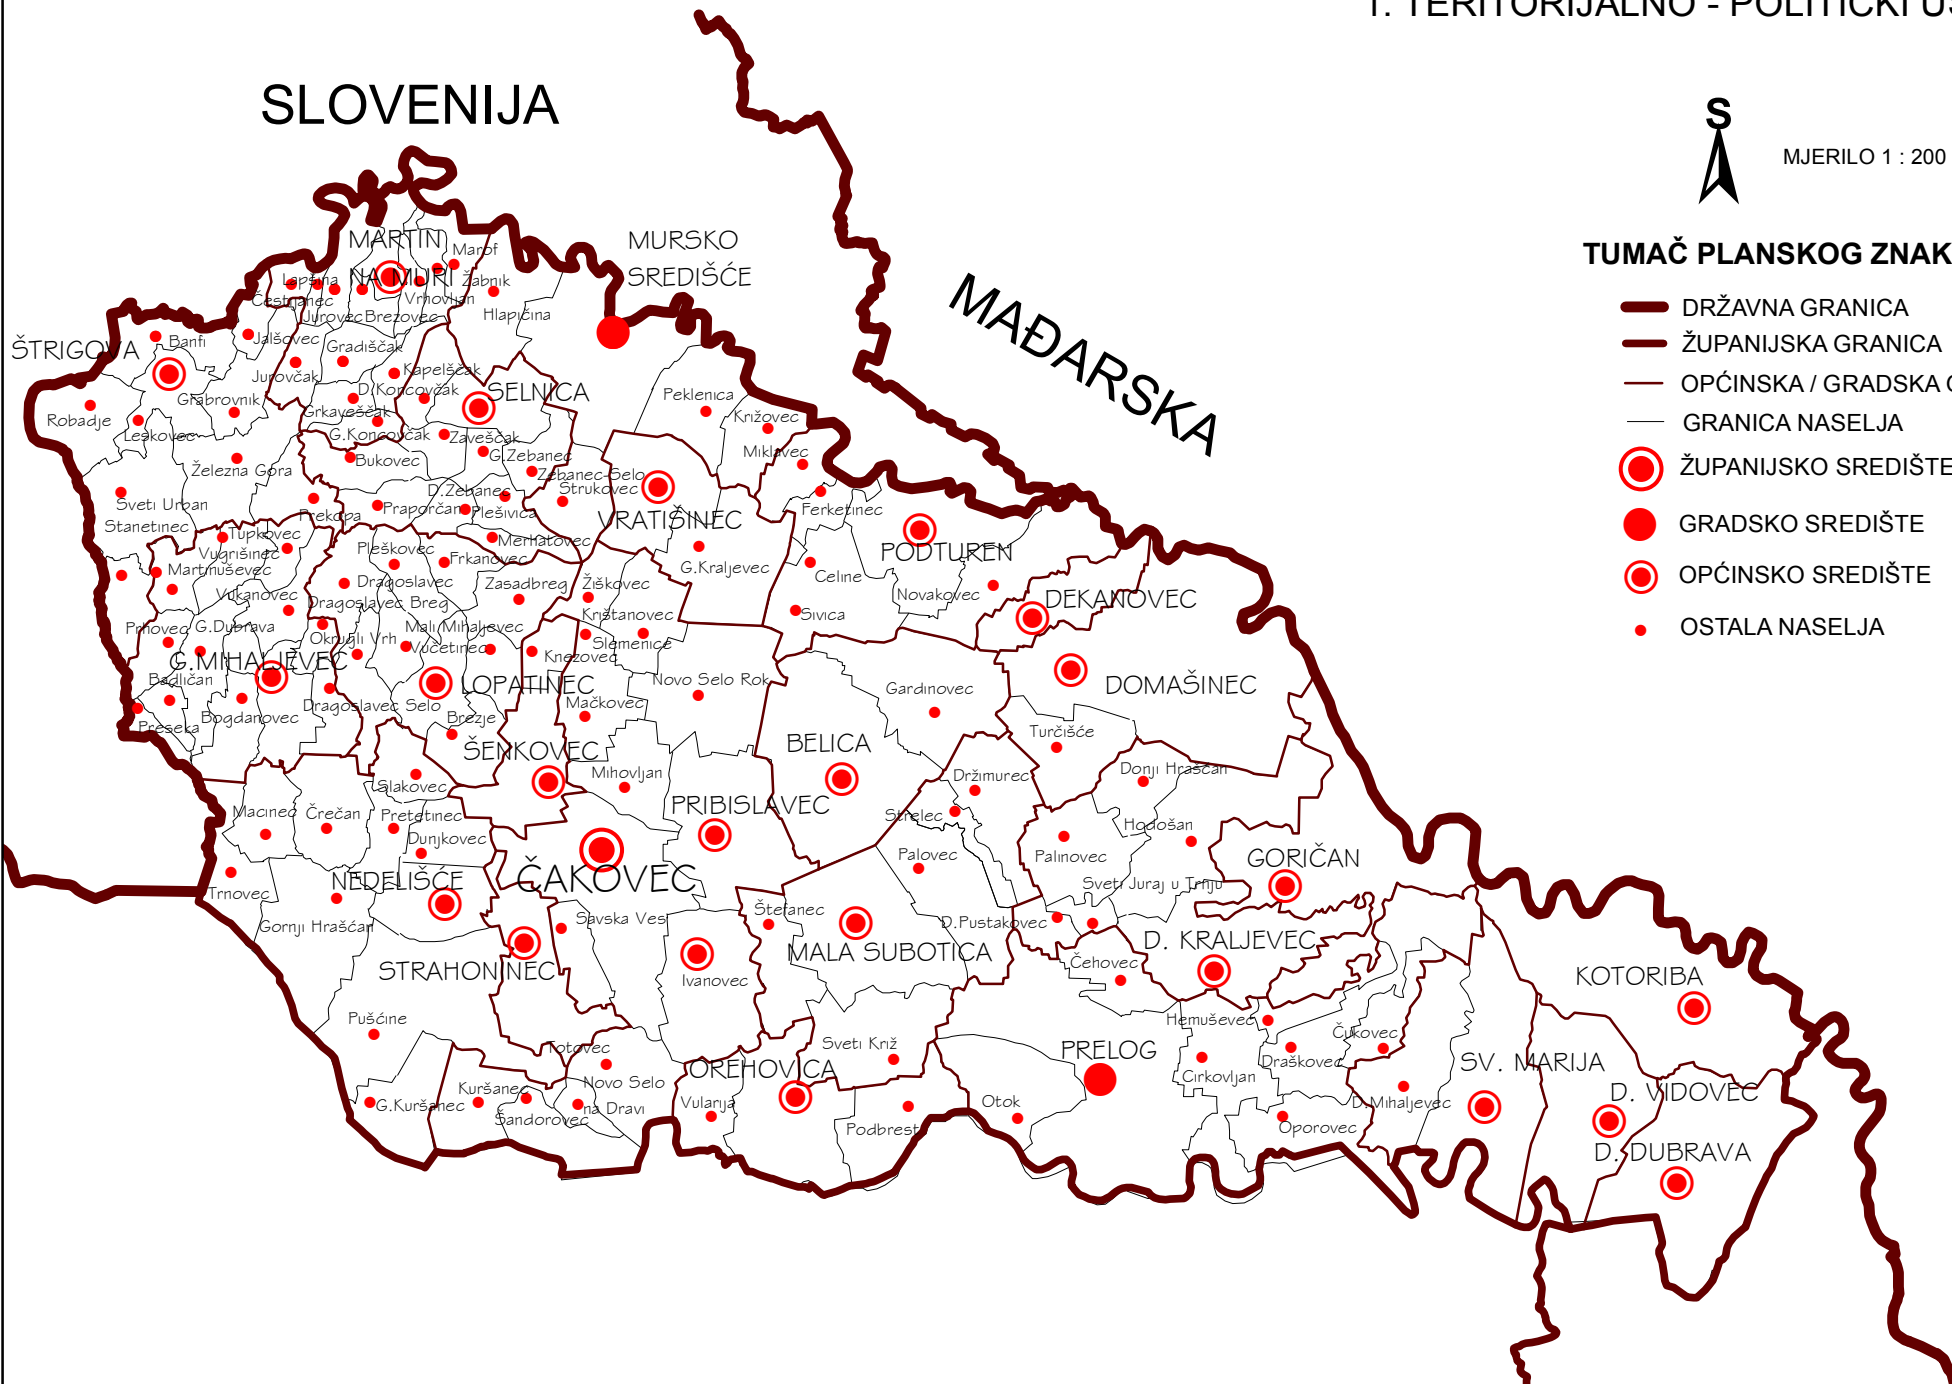 1. TERITORIJALNO - POLITIČKI US
SLOVENIJA
S
MJERILO 1 : 200
MAĐARSKA
TUMAČ PLANSKOG ZNAK
DRŽAVNA GRANICA
ŽUPANIJSKA GRANICA
OPĆINSKA / GRADSKA G
GRANICA NASELJA
ŽUPANIJSKO SREDIŠTE
GRADSKO SREDIŠTE
OPĆINSKO SREDIŠTE
OSTALA NASELJA
MARTIN
NA MURI
MURSKO
SREDIŠĆE
Marof
Lapšina
Žabnik
Čestijanec
Vrhovljan
Jurovec
Brezovec
Hlapičina
ŠTRIGOVA
Banfi
Jalšovec
Gradiščak
Jurovčak
Kapelščak
D.Koncovčak
SELNICA
Robadje
Grabrovnik
Leskovec
Grkaveščak
G.Koncovčak
Zaveščak
Peklenica
Križovec
Miklavec
Železna Gora
Bukovec
G.Zebanec
Zebanec-Selo
Strukovec
Sveti Urban
D.Zebanec
Prekopa
Praporčan
Plešivica
VRATIŠINEC
Ferketinec
Stanetinec
Tupkovec
Merhatovec
PODTUREN
Vugrišinec
Pleškovec
Frkanovec
G.Kraljevec
Martinuševec
Dragoslavec
Zasadbreg
Žiškovec
Celine
Novakovec
Vukanovec
Dragoslavec Breg
DEKANOVEC
Krištanovec
Sivica
Prhovec
G.Dubrava
Mali Mihaljevec
Okrugli Vrh
Vučetinec
Slemenice
Knezovec
G.MIHALJEVEC
Badličan
LOPATINEC
Novo Selo Rok
Gardinovec
DOMAŠINEC
Preseka
Bogdanovec
Dragoslavec Selo
Mačkovec
Brezje
Turčišće
ŠENKOVEC
BELICA
Mihovljan
Držimurec
Donji Hrašćan
Slakovec
Macinec
Črečan
Pretetinec
PRIBISLAVEC
Strelec
Dunjkovec
Hodošan
Palovec
Palinovec
GORIČAN
Trnovec
NEDELIŠĆE
ČAKOVEC
Sveti Juraj u Trnju
Gornji Hrašćan
Savska Ves
Štefanec
D.Pustakovec
STRAHONINEC
MALA SUBOTICA
D. KRALJEVEC
Ivanovec
Čehovec
KOTORIBA
Pušćine
Hemuševec
Čukovec
Totovec
Sveti Križ
PRELOG
Draškovec
OREHOVICA
Cirkovljan
SV. MARIJA
Kuršanec
Novo Selo
na Dravi
G.Kuršanec
Šandorovec
Vularija
Otok
D.Mihaljevec
D. VIDOVEC
Podbrest
Oporovec
D. DUBRAVA